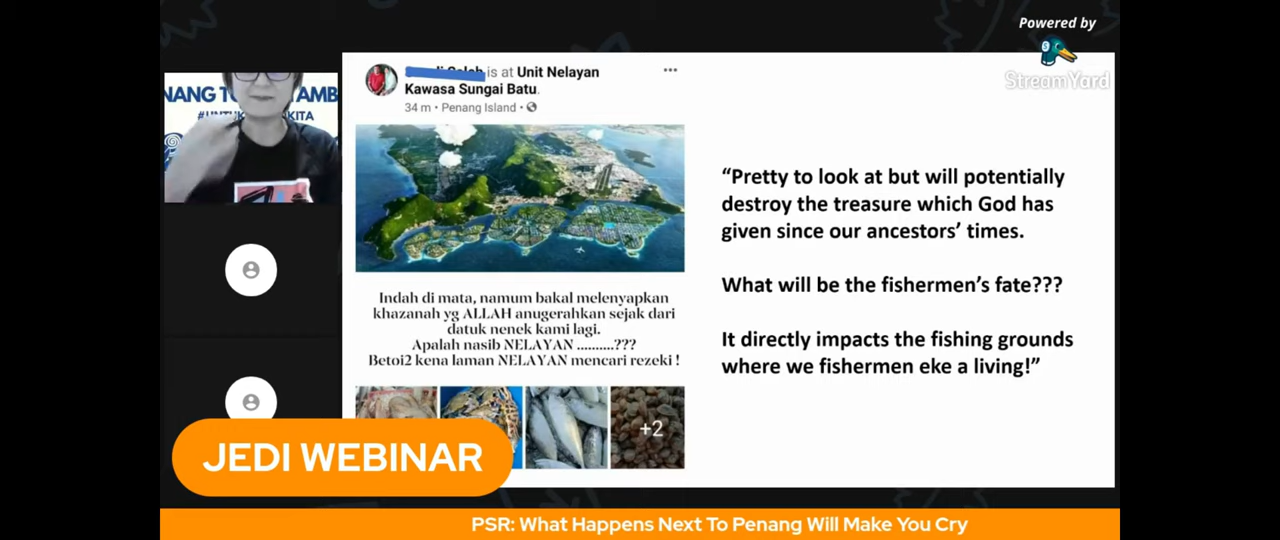 Powered by
StreamYard
is at Unit Nelayan
Kawasa Sungai Batu.
34 m • Penang Island •
Indah di mata, namum bakal melenyapkan
khazanah yg ALLAH anugerahkan sejak dari
datuk nenek kami lagi.
Apalah nasib NELAYAN ..........???
Betoi2 kena laman NELAYAN mencari rezeki !
+2
“Pretty to look at but will potentially
destroy the treasure which God has
given since our ancestors’ times.
What will be the fishermen’s fate???
It directly impacts the fishing grounds
where we fishermen eke a living!”
JEDI WEBINAR
PSR: What Happens Next To Penang Will Make You Cry